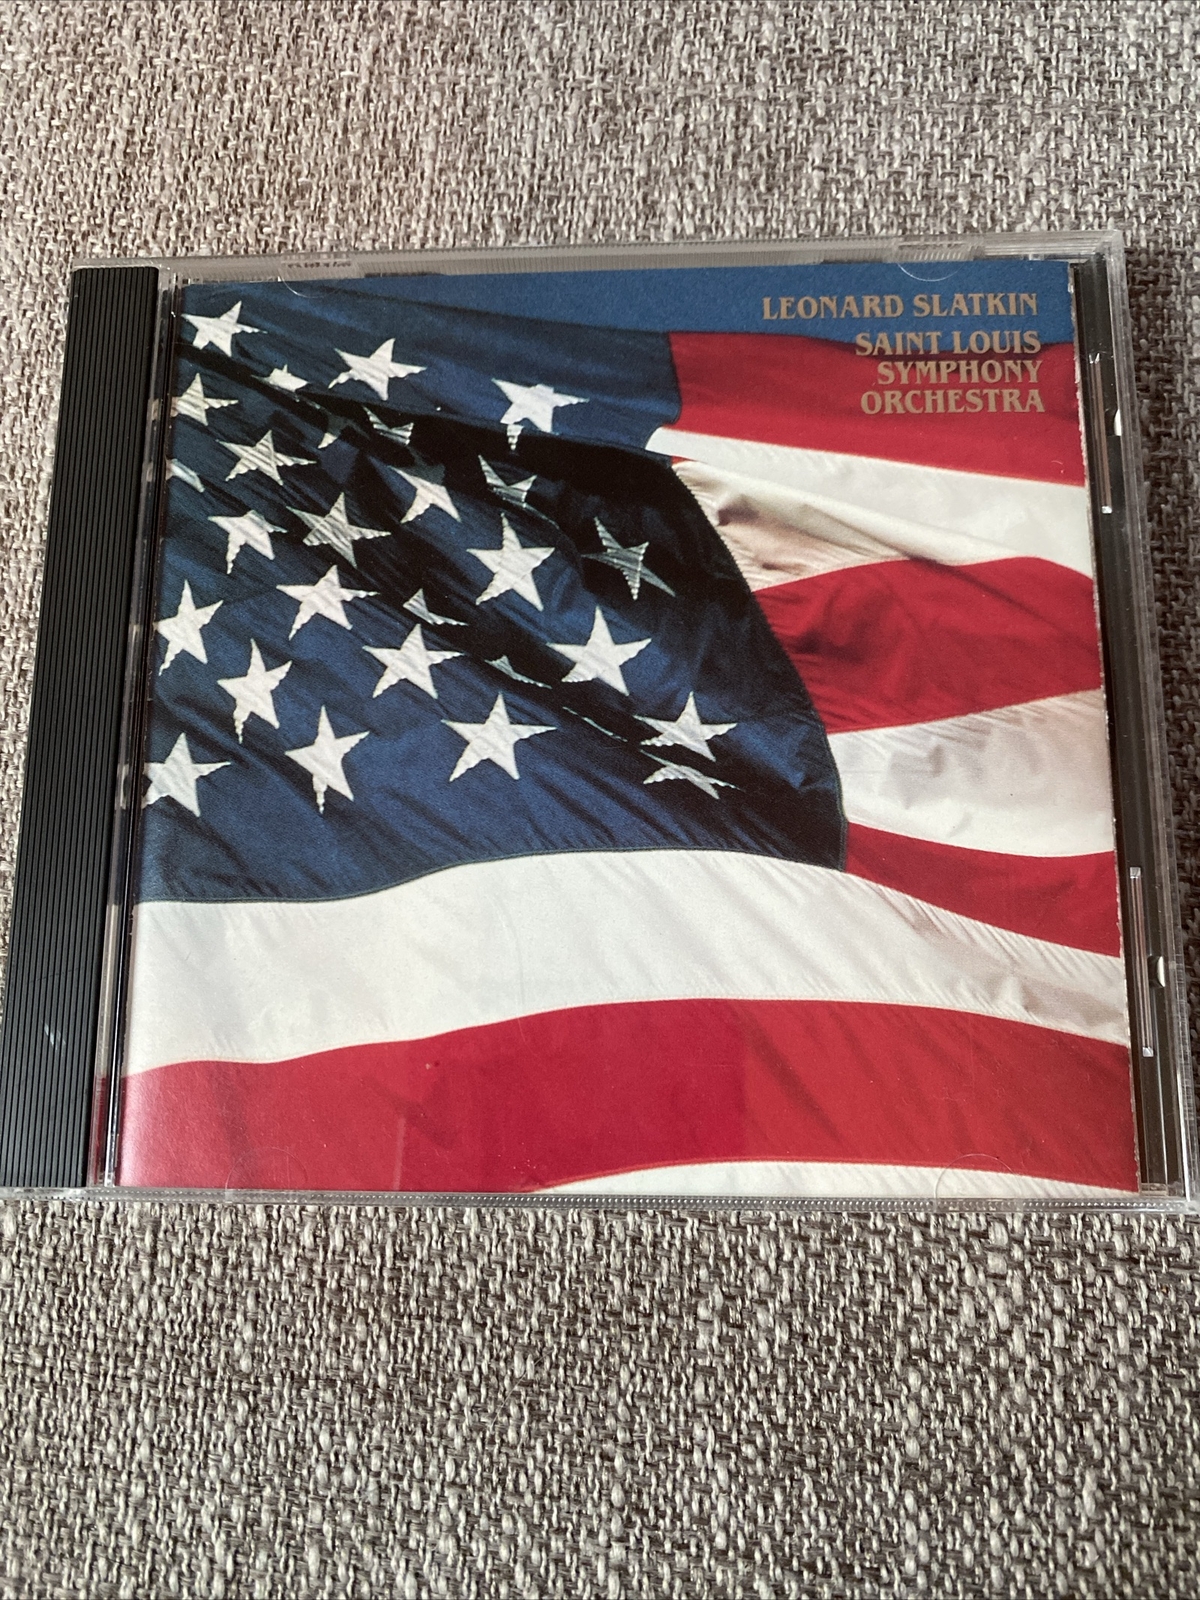 LEONARD SLATKIN
SAINT LOUIS
SYMPHONY
ORCHESTRA